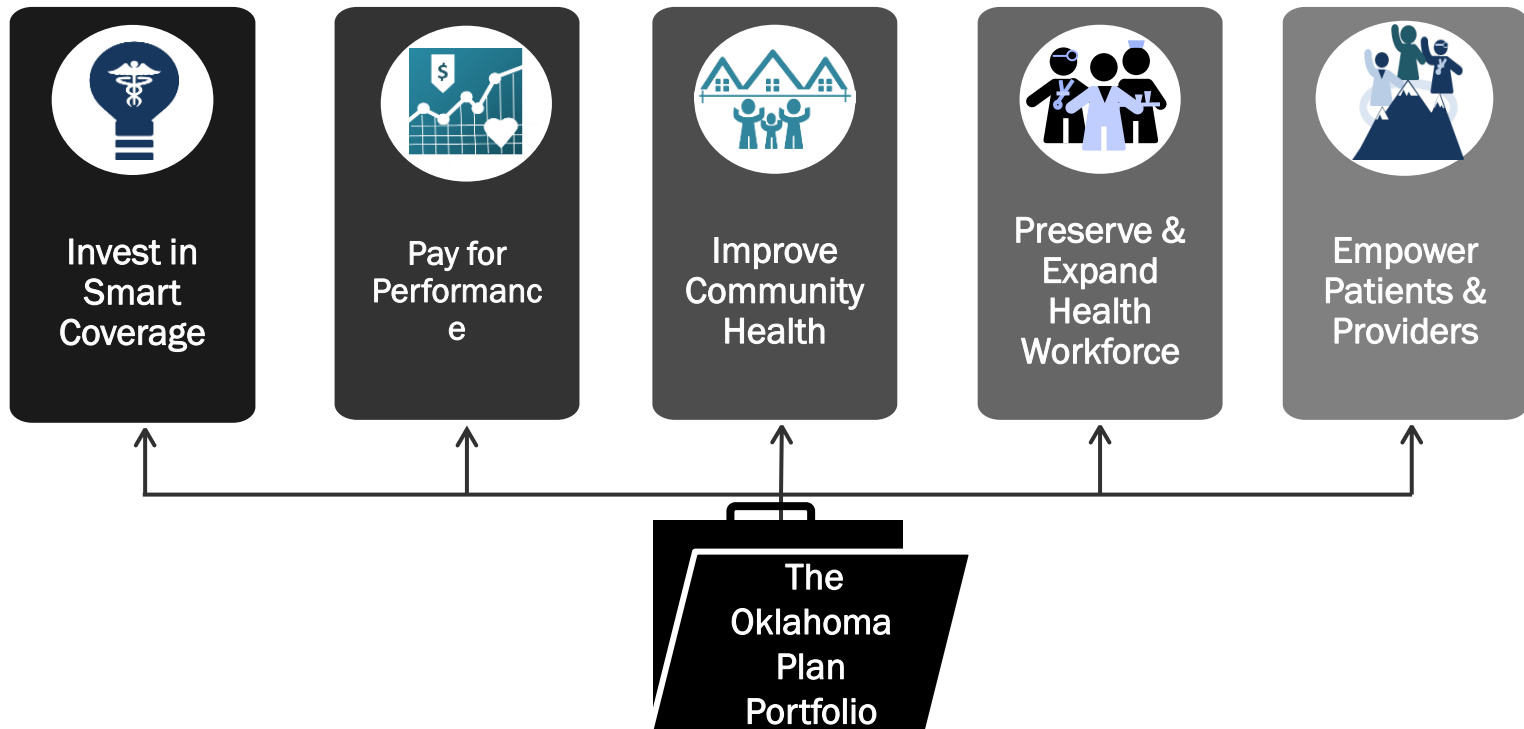 Invest in
Smart
Coverage
Pay for
Performanc
e
Improve
Community
Health
Preserve &
Expand
Health
Workforce
Empower
Patients &
Providers
$
The
Oklahoma
Plan
Portfolio